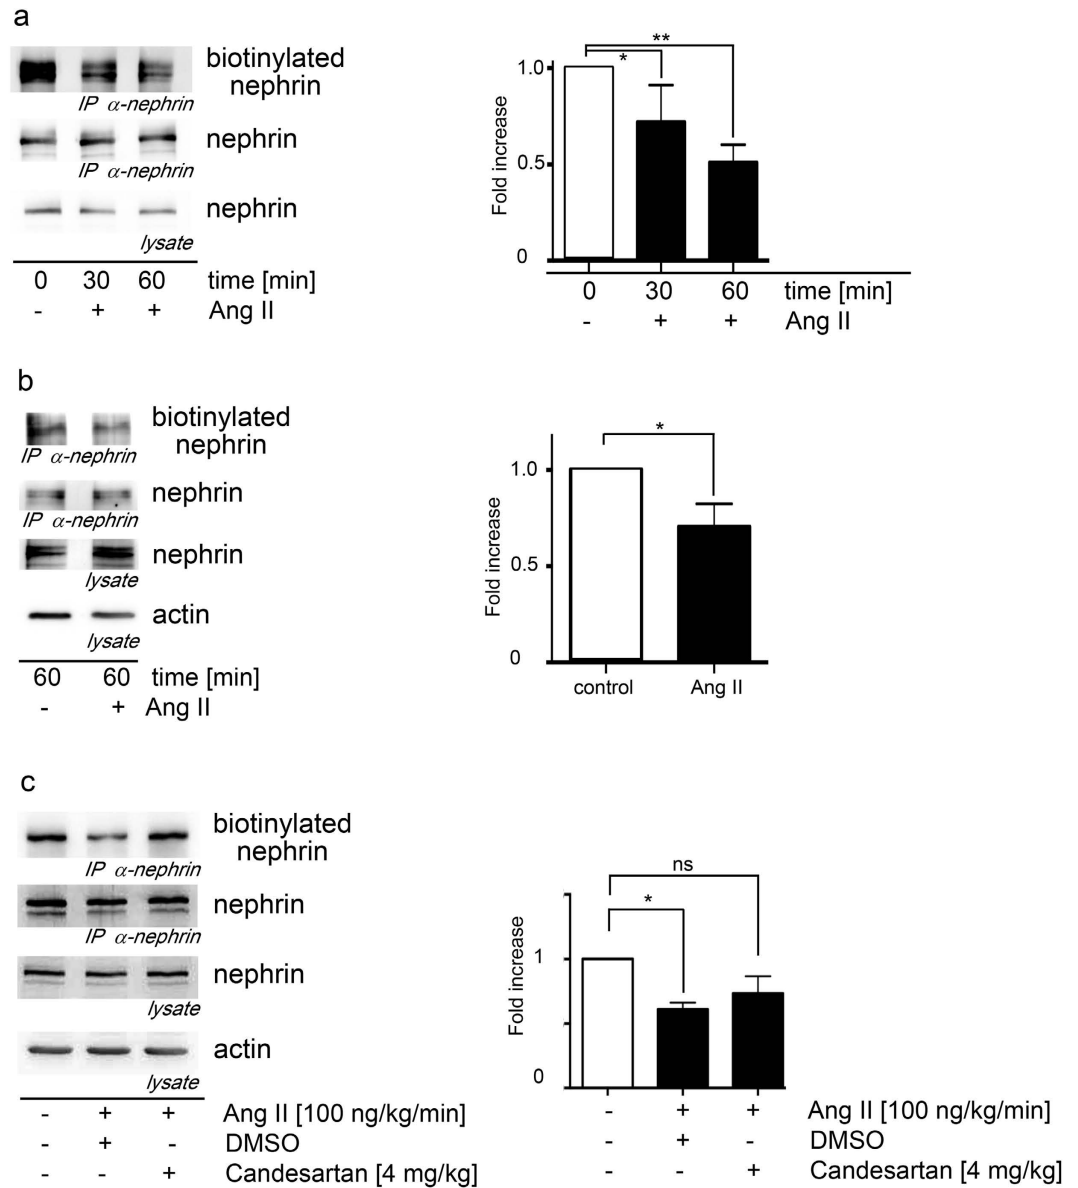 a
biotinylated
nephrin
IP α-nephrin
nephrin
IP α-nephrin
nephrin
lysate
0 30 60 time [min]
- + + Ang II
Fold increase
1.0
0.5
0
*
**
0 30 60 time [min]
- + + Ang II
b
biotinylated
nephrin
IP α-nephrin
nephrin
IP α-nephrin
nephrin
lysate
actin
lysate
60 60 time [min]
- + Ang II
Fold increase
1.0
0.5
0
*
control Ang II
c
biotinylated
nephrin
IP α-nephrin
nephrin
IP α-nephrin
nephrin
lysate
actin
lysate
- + + Ang II [100 ng/kg/min]
- + - DMSO
- - + Candesartan [4 mg/kg]
Fold increase
1
0
ns
*
- + + Ang II [100 ng/kg/min]
- + - DMSO
- - + Candesartan [4 mg/kg]